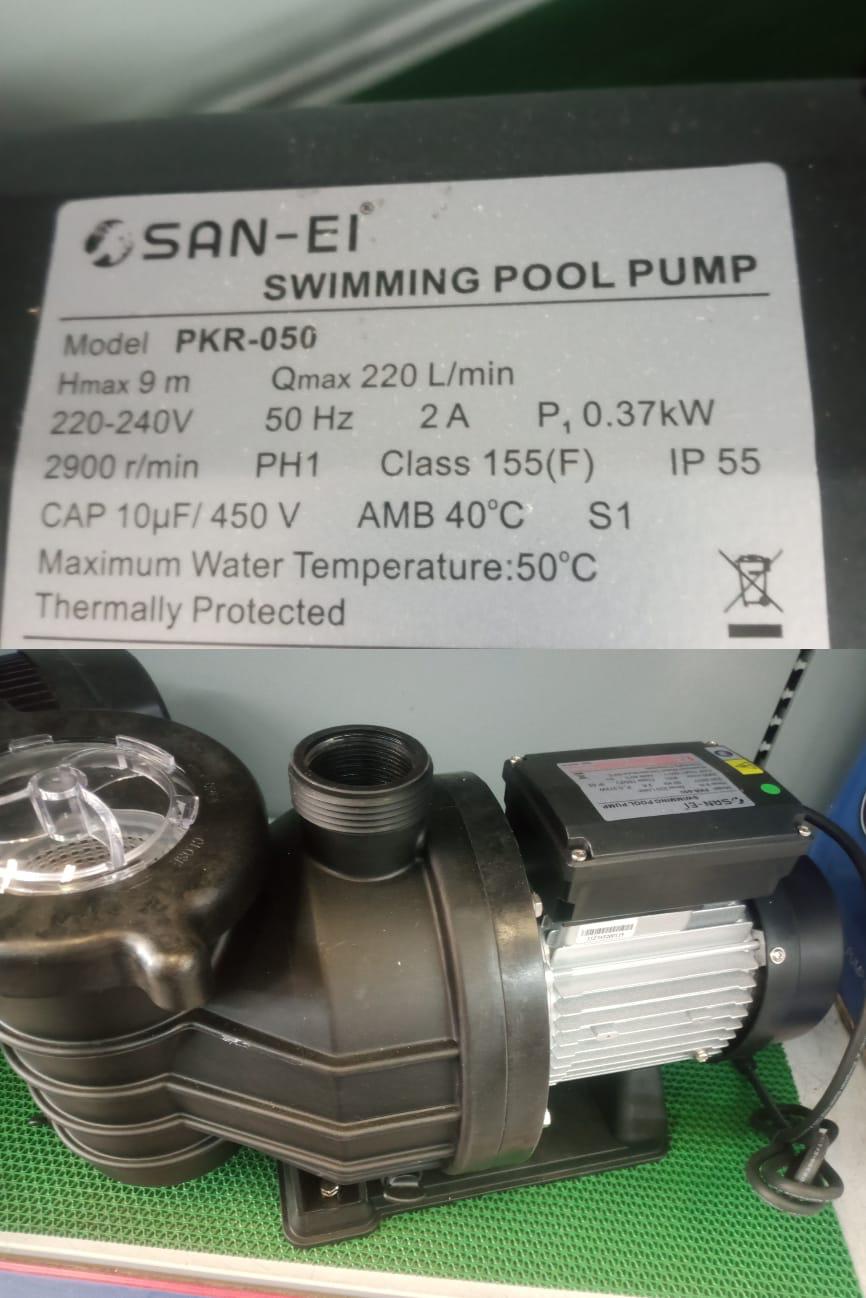 SAN-EI®
SWIMMING POOL PUMP
Model PKR-050
Hmax 9 m Qmax 220 L/min
220-240V 50 Hz 2 A P₁ 0.37kW
2900 r/min PH1 Class 155(F) IP 55
CAP 10µF/ 450 V AMB 40°C S1
Maximum Water Temperature:50°C
Thermally Protected
SAN-EI
SWIMMING POOL PUMP